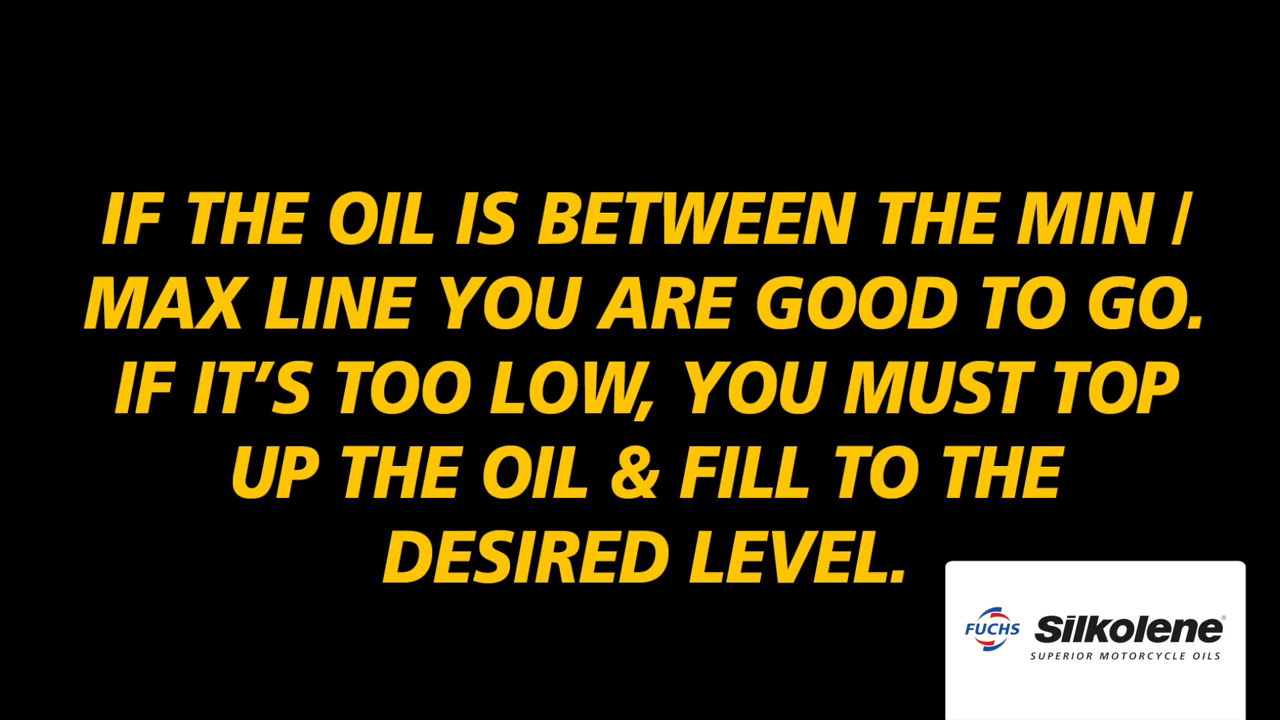 IF THE OIL IS BETWEEN THE MIN /
MAX LINE YOU ARE GOOD TO GO.
IF IT’S TOO LOW, YOU MUST TOP
UP THE OIL & FILL TO THE
DESIRED LEVEL.
FUCHS Silkolene®
SUPERIOR MOTORCYCLE OILS